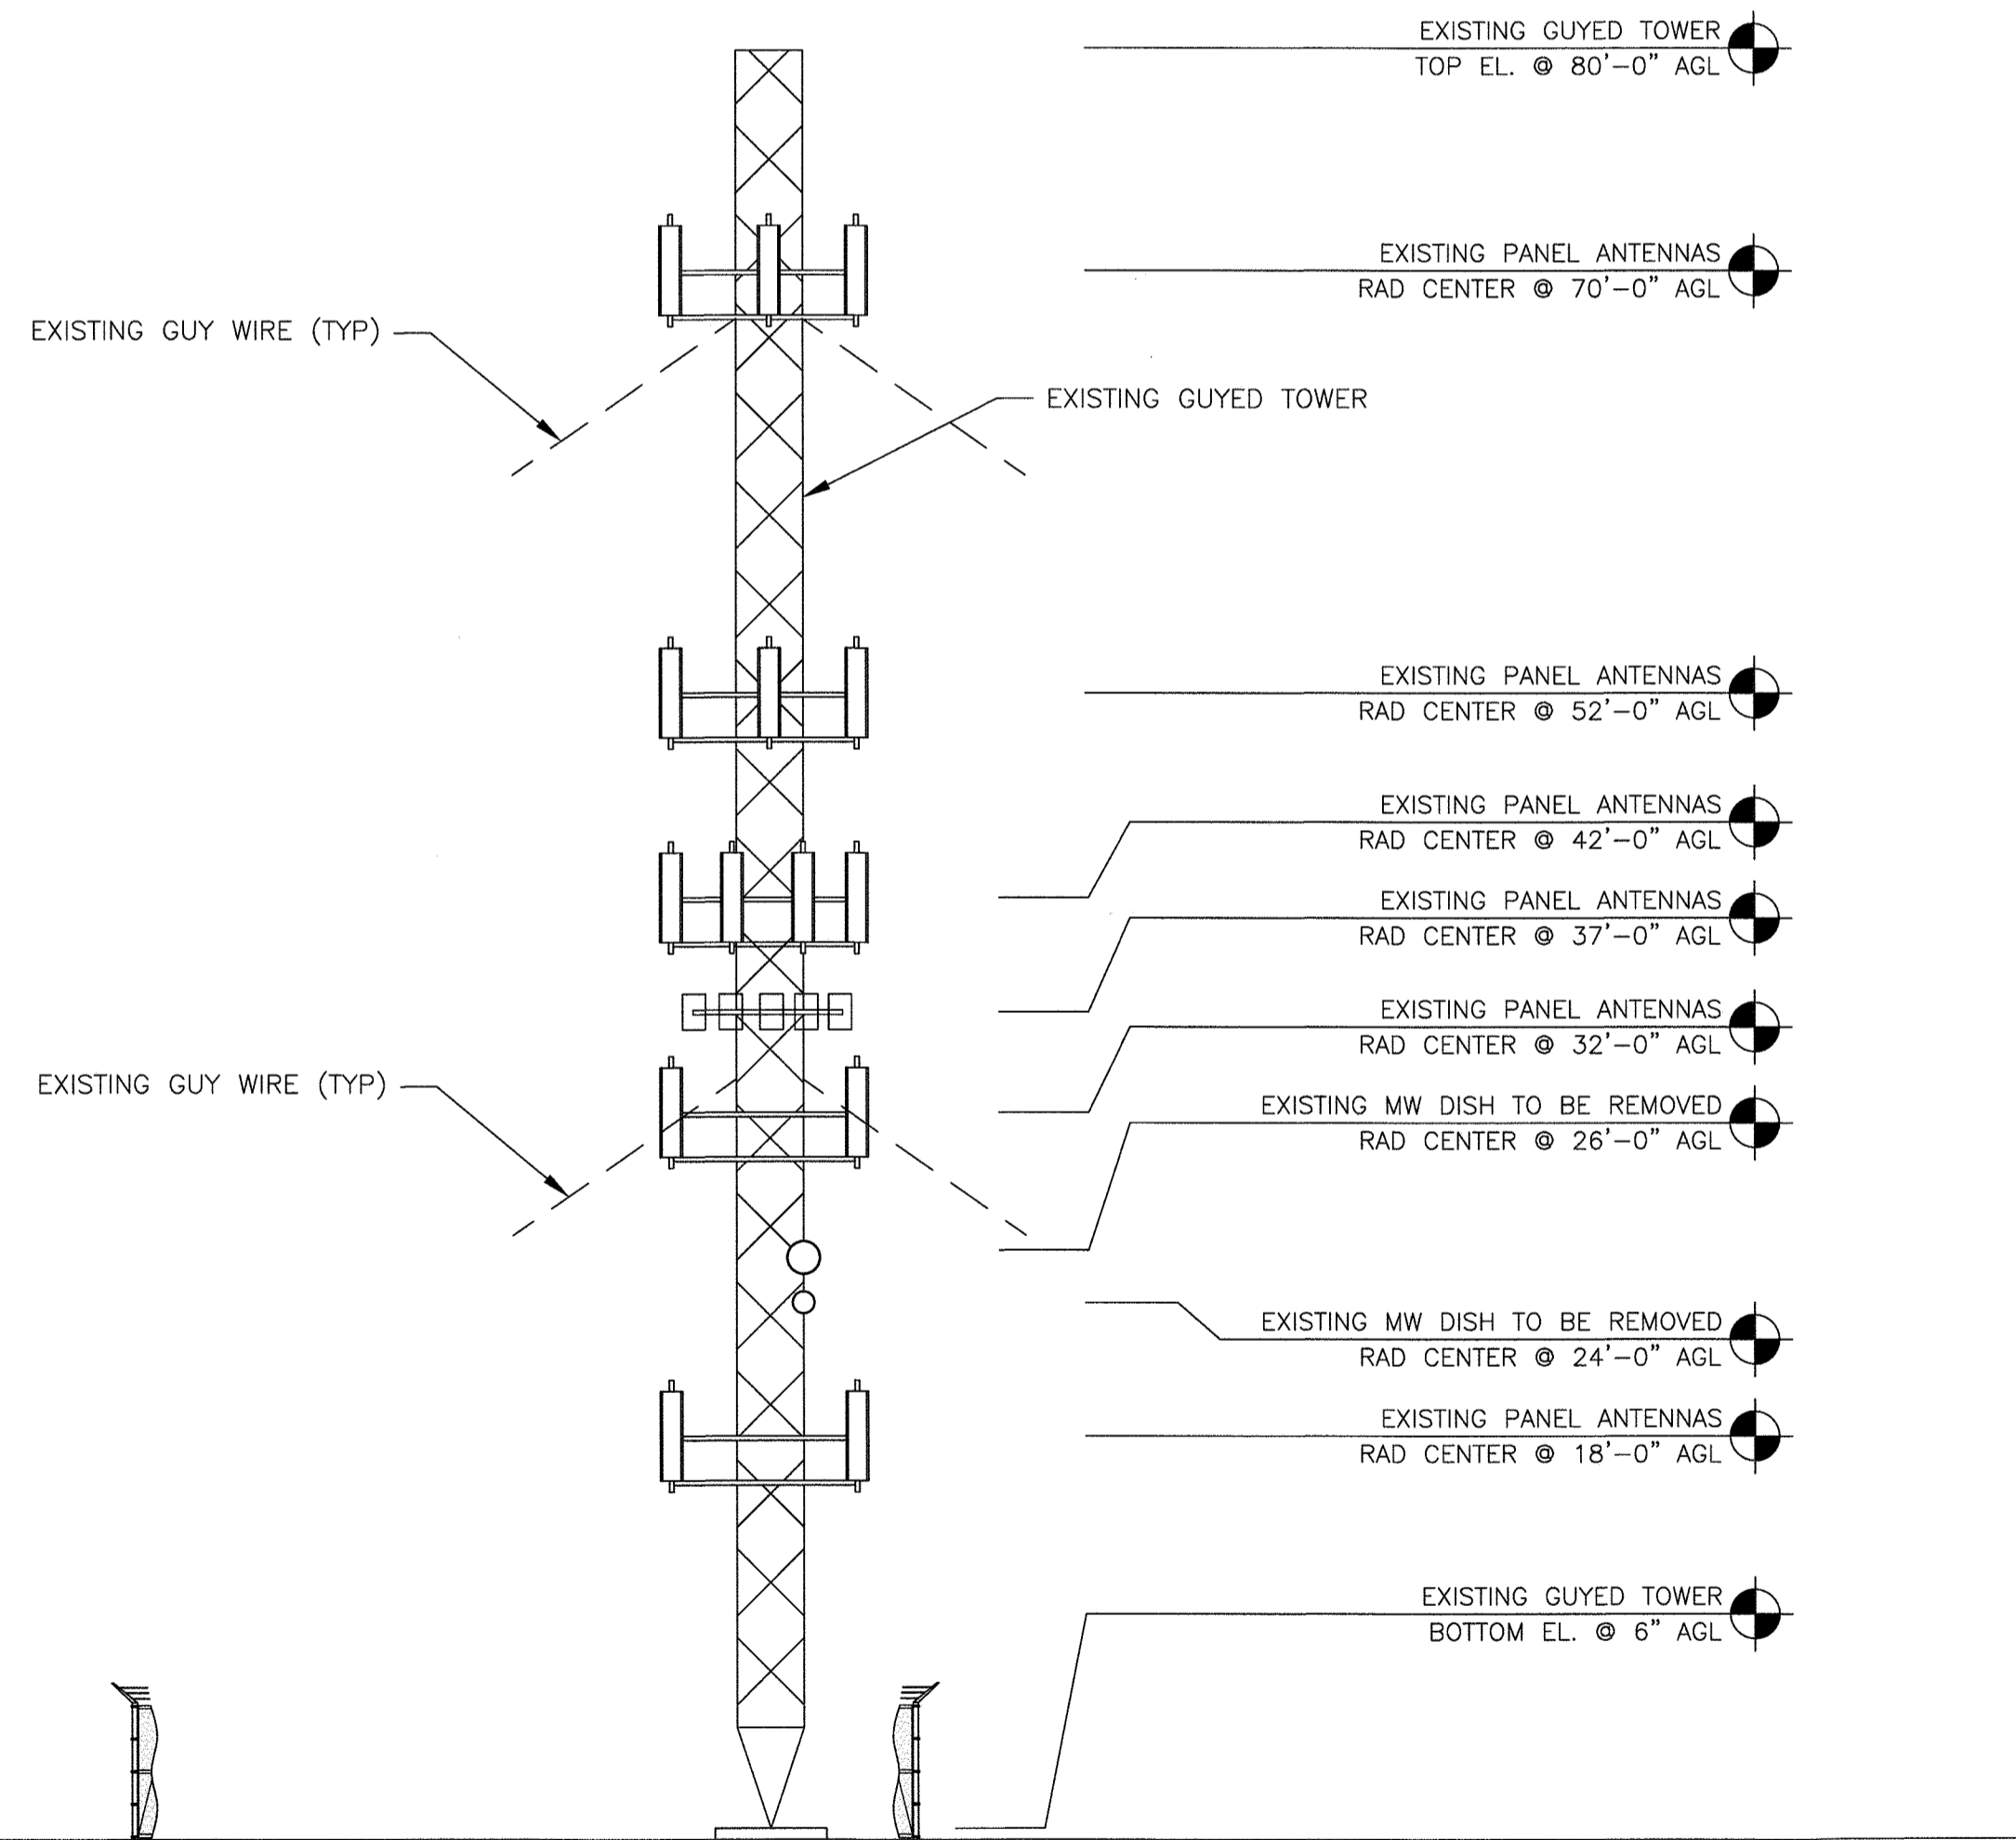 EXISTING GUYED TOWER
TOP EL. @ 80'-0" AGL
EXISTING PANEL ANTENNAS
RAD CENTER @ 70'-0" AGL
EXISTING GUY WIRE (TYP)
EXISTING GUYED TOWER
EXISTING PANEL ANTENNAS
RAD CENTER @ 52'-0" AGL
EXISTING PANEL ANTENNAS
RAD CENTER @ 42'-0" AGL
EXISTING PANEL ANTENNAS
RAD CENTER @ 37'-0" AGL
EXISTING PANEL ANTENNAS
RAD CENTER @ 32'-0" AGL
EXISTING GUY WIRE (TYP)
EXISTING MW DISH TO BE REMOVED
RAD CENTER @ 26'-0" AGL
EXISTING MW DISH TO BE REMOVED
RAD CENTER @ 24'-0" AGL
EXISTING PANEL ANTENNAS
RAD CENTER @ 18'-0" AGL
EXISTING GUYED TOWER
BOTTOM EL. @ 6" AGL